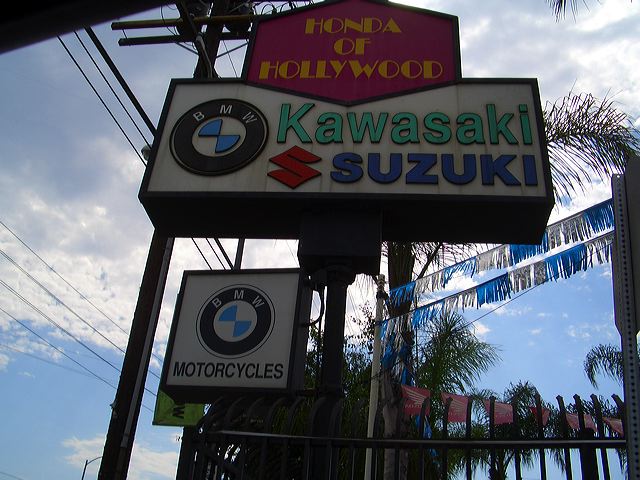 HONDA
OF
HOLLYWOOD
BMW
Kawasaki
SUZUKI
BMW
MOTORCYCLES